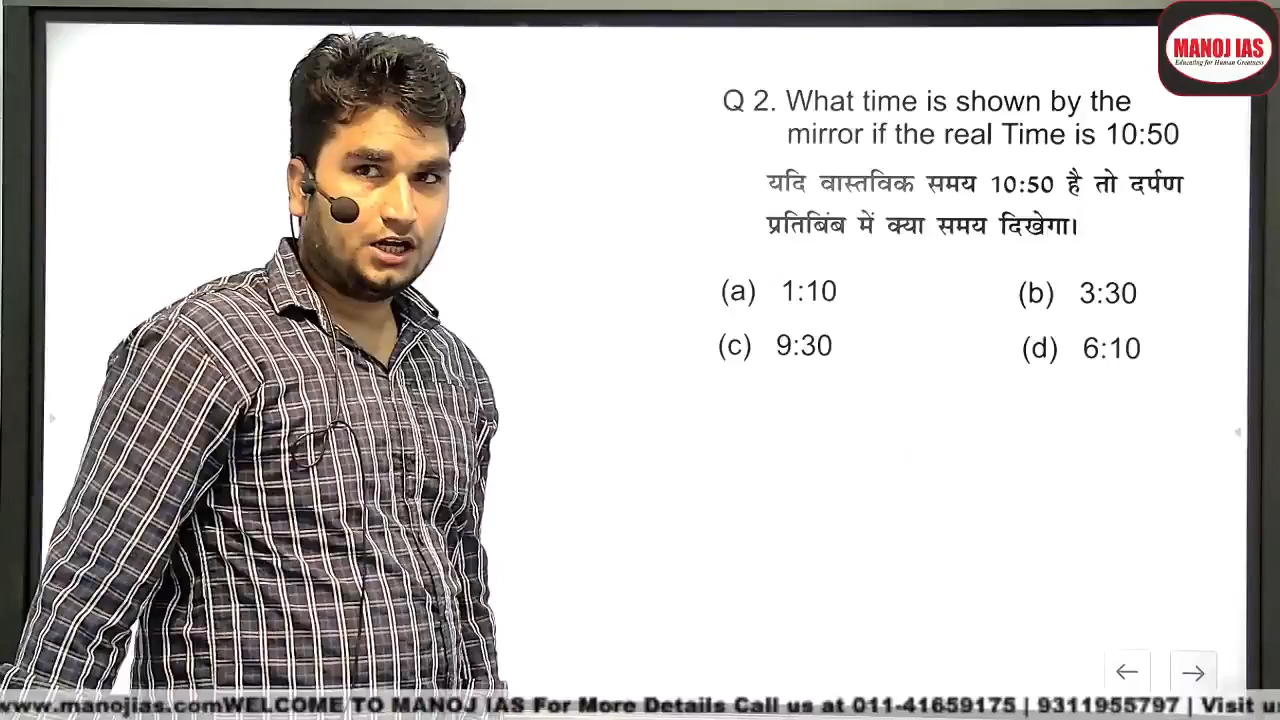 MANOJ IAS
Educating for Human Greatness
Q 2. What time is shown by the
mirror if the real Time is 10:50
यदि वास्तविक समय 10:50 है तो दर्पण
प्रतिबिंब में क्या समय दिखेगा।
(a) 1:10 (b) 3:30
(c) 9:30 (d) 6:10
www.manojias.comWELCOME TO MANOJ IAS For More Details Call us at 011-41659175 | 9311955797 | Visit